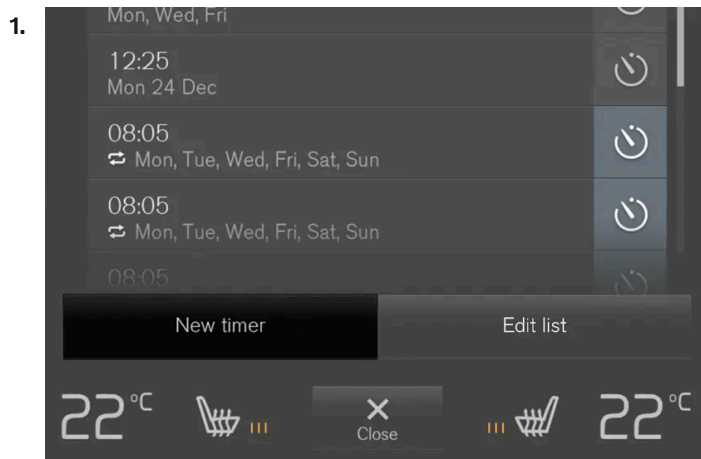 1.
Mon, Wed, Fri
12:25
Mon 24 Dec
08:05
Mon, Tue, Wed, Fri, Sat, Sun
08:05
Mon, Tue, Wed, Fri, Sat, Sun
08:05
New timer Edit list
22°C 22°C
Close